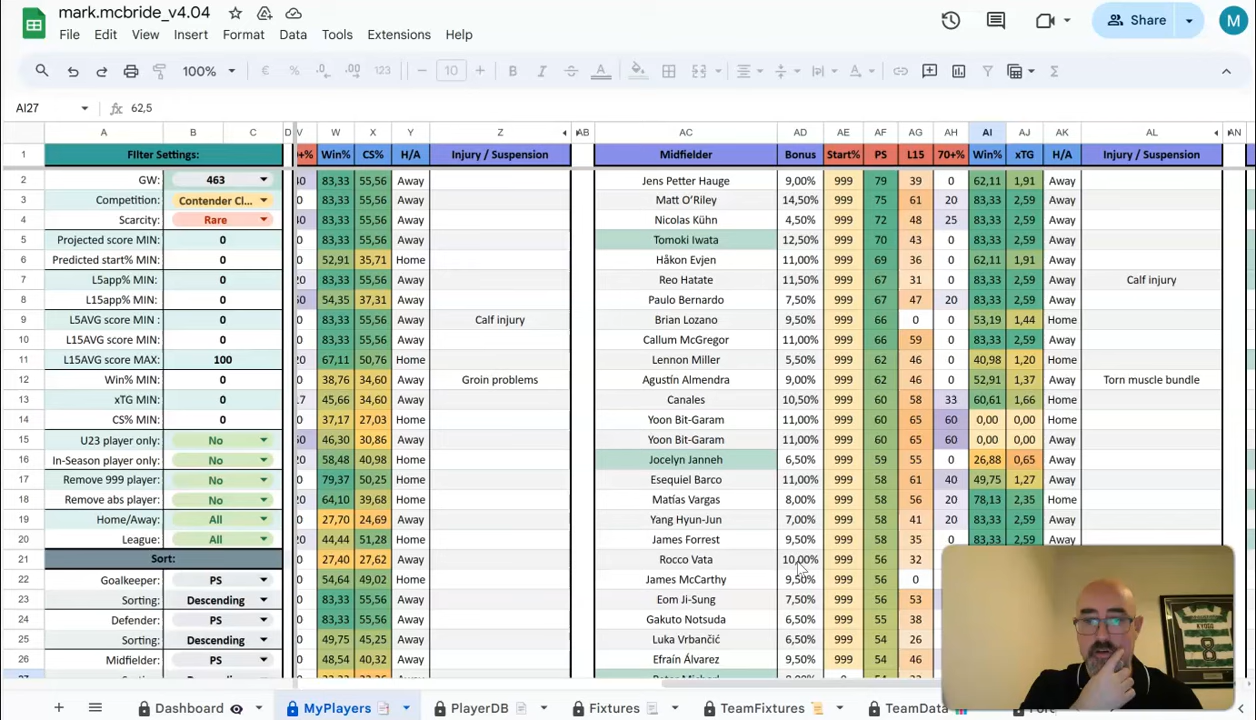 mark.mcbride_v4.04
File Edit View Insert Format Data Tools Extensions Help
Share M
100% € % .0 .00 123 10 B I A
AI27 fx 62,5
A B C D V W X Y Z AB AC AD AE AF AG AH AI AJ AK AL AN
1 FIlter Settings: 0+% Win% CS% H/A Injury / Suspension Midfielder Bonus Start% PS L15 70+% Win% xTG H/A Injury / Suspension
2 GW: 463 40 83,33 55,56 Away Jens Petter Hauge 9,00% 999 79 39 0 62,11 1,91 Away
3 Competition: Contender Cl... 0 83,33 55,56 Away Matt O'Riley 14,50% 999 75 61 20 83,33 2,59 Away
4 Scarcity: Rare 40 83,33 55,56 Away Nicolas Kühn 4,50% 999 72 48 25 83,33 2,59 Away
5 Projected score MIN: 0 0 83,33 55,56 Away Tomoki Iwata 12,50% 999 70 43 0 83,33 2,59 Away
6 Predicted start% MIN: 0 0 52,91 35,71 Home Håkon Evjen 11,00% 999 69 36 0 62,11 1,91 Away
7 L5app% MIN: 0 20 83,33 55,56 Away Reo Hatate 11,50% 999 67 31 0 83,33 2,59 Away Calf injury
8 L15app% MIN: 0 60 54,35 37,31 Away Paulo Bernardo 7,50% 999 67 47 20 83,33 2,59 Away
9 L5AVG score MIN : 0 0 83,33 55,56 Away Calf injury Brian Lozano 9,50% 999 66 0 0 53,19 1,44 Home
10 L15AVG score MIN: 0 0 83,33 55,56 Away Callum McGregor 11,00% 999 66 59 0 83,33 2,59 Away
11 L15AVG score MAX: 100 20 67,11 50,76 Home Lennon Miller 5,50% 999 62 46 0 40,98 1,20 Home
12 Win% MIN: 0 0 38,76 34,60 Away Groin problems Agustín Almendra 9,00% 999 62 46 0 52,91 1,37 Away Torn muscle bundle
13 xTG MIN: 0 17 45,66 34,60 Away Canales 10,50% 999 60 58 33 60,61 1,66 Home
14 CS% MIN: 0 0 37,17 27,03 Home Yoon Bit-Garam 11,00% 999 60 65 60 0,00 0,00 Home
15 U23 player only: No 60 46,30 30,86 Away Yoon Bit-Garam 11,00% 999 60 65 60 0,00 0,00 Away
16 In-Season player only: No 20 58,48 40,98 Home Jocelyn Janneh 6,50% 999 59 55 0 26,88 0,65 Away
17 Remove 999 player: No 0 79,37 50,25 Home Esequiel Barco 11,00% 999 58 61 40 49,75 1,27 Away
18 Remove abs player: No 20 64,10 39,68 Home Matías Vargas 8,00% 999 58 56 20 78,13 2,35 Home
19 Home/Away: All 0 27,70 24,69 Away Yang Hyun-Jun 7,00% 999 58 41 20 83,33 2,59 Away
20 League: All 20 44,44 51,28 Home James Forrest 9,50% 999 58 35 0 83,33 2,59 Away
21 Sort: 0 27,40 27,62 Away Rocco Vata 10,00% 999 56 32
22 Goalkeeper: PS 0 54,64 49,02 Home James McCarthy 9,50% 999 56 0
23 Sorting: Descending 0 83,33 55,56 Away Eom Ji-Sung 7,50% 999 56 53
24 Defender: PS 0 83,33 55,56 Away Gakuto Notsuda 6,50% 999 55 38
25 Sorting: Descending 0 49,75 45,25 Away Luka Vrbančić 6,50% 999 54 26
26 Midfielder: PS 0 48,54 40,32 Away Efraín Álvarez 9,50% 999 54 46
Dashboard MyPlayers PlayerDB Fixtures TeamFixtures TeamData
KYOGO
8